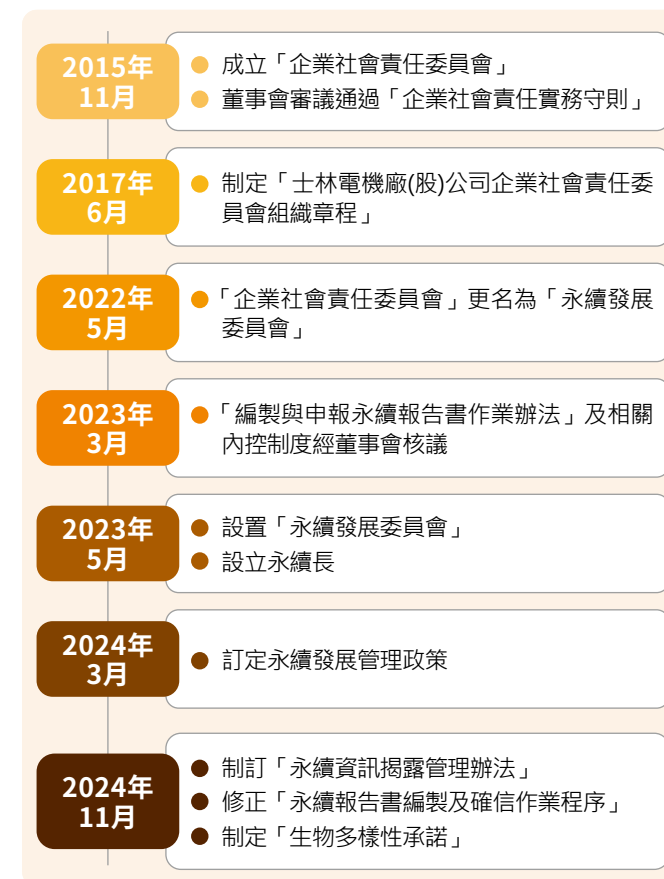 2015年
11月
成立「企業社會責任委員會」
董事會審議通過「企業社會責任實務守則」
2017年
6月
制定「士林電機廠(股)公司企業社會責任委
員會組織章程」
2022年
5月
「企業社會責任委員會」更名為「永續發展
委員會」
2023年
3月
「編製與申報永續報告書作業辦法」及相關
內控制度經董事會核議
2023年
5月
設置「永續發展委員會」
設立永續長
2024年
3月
訂定永續發展管理政策
2024年
11月
制訂「永續資訊揭露管理辦法」
修正「永續報告書編製及確信作業程序」
制定「生物多樣性承諾」